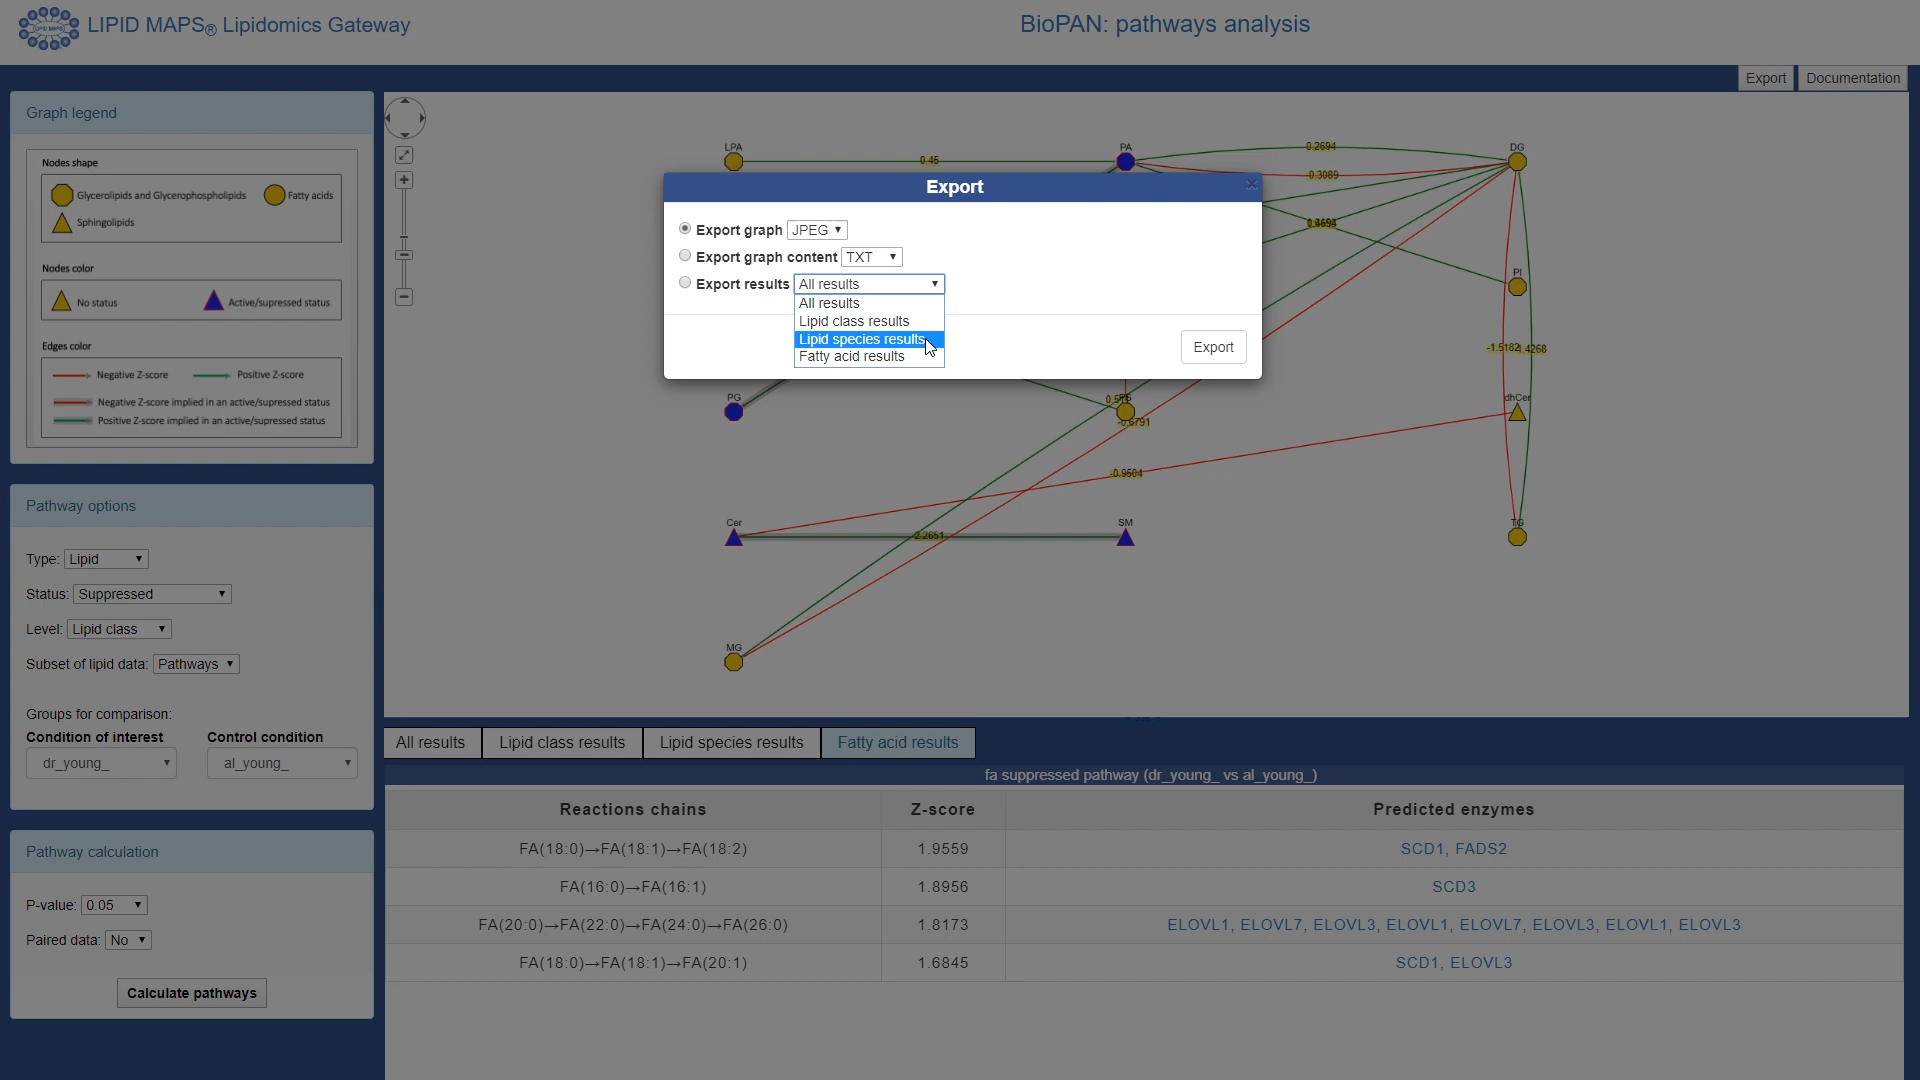 LIPID MAPS® Lipidomics Gateway
BioPAN: pathways analysis
Export
Documentation
Graph legend
Nodes shape
Glycerolipids and Glycerophospholipids
Fatty acids
Sphingolipids
Nodes color
No status
Active/supressed status
Edges color
Negative Z-score
Positive Z-score
Negative Z-score implied in an active/supressed status
Positive Z-score implied in an active/supressed status
Pathway options
Type: Lipid
Status: Suppressed
Level: Lipid class
Subset of lipid data: Pathways
Groups for comparison:
Condition of interest
Control condition
dr_young_
al_young_
Pathway calculation
P-value: 0.05
Paired data: No
Calculate pathways
LPA
0.45
PA
0.2694
DG
-0.3089
PI
-1.5182
dhCer
PG
-0.9504
Cer
2.2651
SM
TG
MG
Export
×
Export graph JPEG
Export graph content TXT
Export results All results
All results
Lipid class results
Lipid species results
Fatty acid results
Export
All results
Lipid class results
Lipid species results
Fatty acid results
fa suppressed pathway (dr_young_ vs al_young_)
Reactions chains
Z-score
Predicted enzymes
FA(18:0)→FA(18:1)→FA(18:2)
1.9559
SCD1, FADS2
FA(16:0)→FA(16:1)
1.8956
SCD3
FA(20:0)→FA(22:0)→FA(24:0)→FA(26:0)
1.8173
ELOVL1, ELOVL7, ELOVL3, ELOVL1, ELOVL7, ELOVL3, ELOVL1, ELOVL3
FA(18:0)→FA(18:1)→FA(20:1)
1.6845
SCD1, ELOVL3